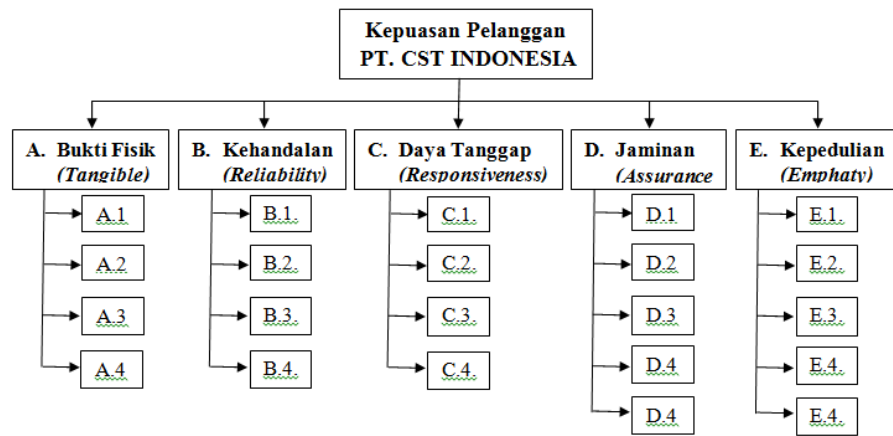 Kepuasan Pelanggan
PT. CST INDONESIA
A. Bukti Fisik
(Tangible)
A.1
A.2
A.3
A.4
B. Kehandalan
(Reliability)
B.1.
B.2.
B.3.
B.4.
C. Daya Tanggap
(Responsiveness)
C.1.
C.2.
C.3.
C.4.
D. Jaminan
(Assurance
D.1
D.2
D.3
D.4
D.4
E. Kepedulian
(Emphaty)
E.1.
E.2.
E.3.
E.4.
E.4.